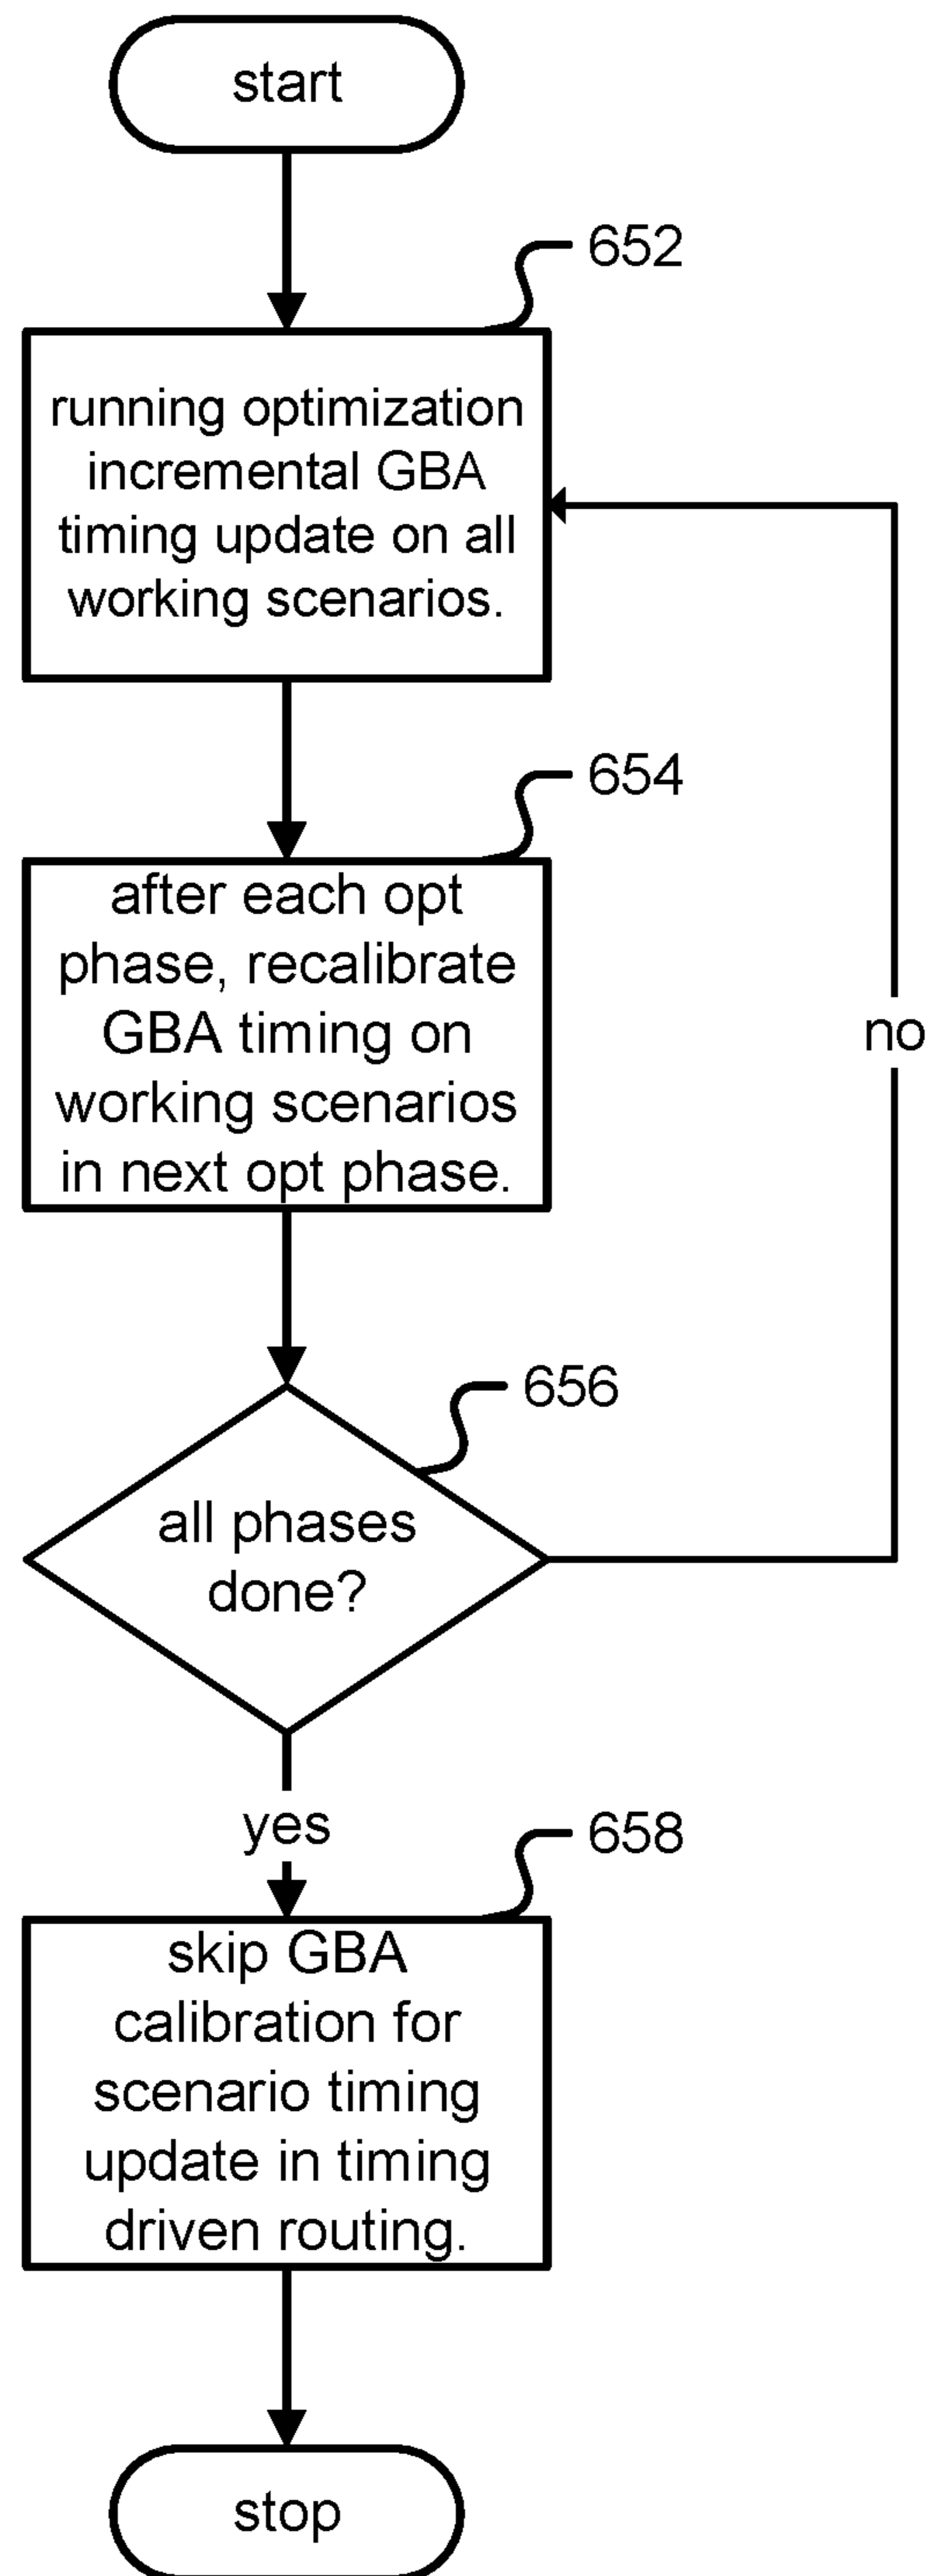 start
652
running optimization
incremental GBA
timing update on all
working scenarios.
654
after each opt
phase, recalibrate
GBA timing on
working scenarios
in next opt phase.
no
656
all phases
done?
yes
658
skip GBA
calibration for
scenario timing
update in timing
driven routing.
stop